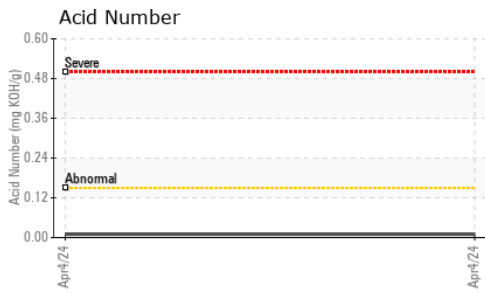 Acid Number
Acid Number (mg KOH/g)
0.60
Severe
0.48
0.36
0.24
Abnormal
0.12
0.00
Apr4/24
Apr4/24